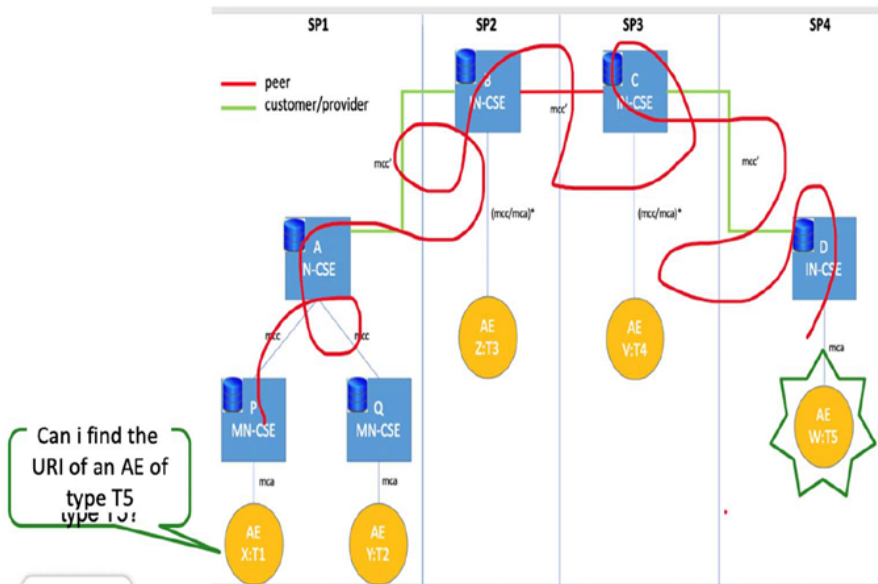 SP1
SP2
SP3
SP4
peer
customer/provider
B
IN-CSE
C
IN-CSE
mcc'
mcc'
mcc'
(mcc/mca)*
(mcc/mca)*
A
IN-CSE
D
IN-CSE
AE
Z:T3
AE
V:T4
mcc
mcc
mca
P
MN-CSE
Q
MN-CSE
AE
W:T5
Can i find the
URI of an AE of
type T5
type T5?
mca
mca
AE
X:T1
AE
Y:T2